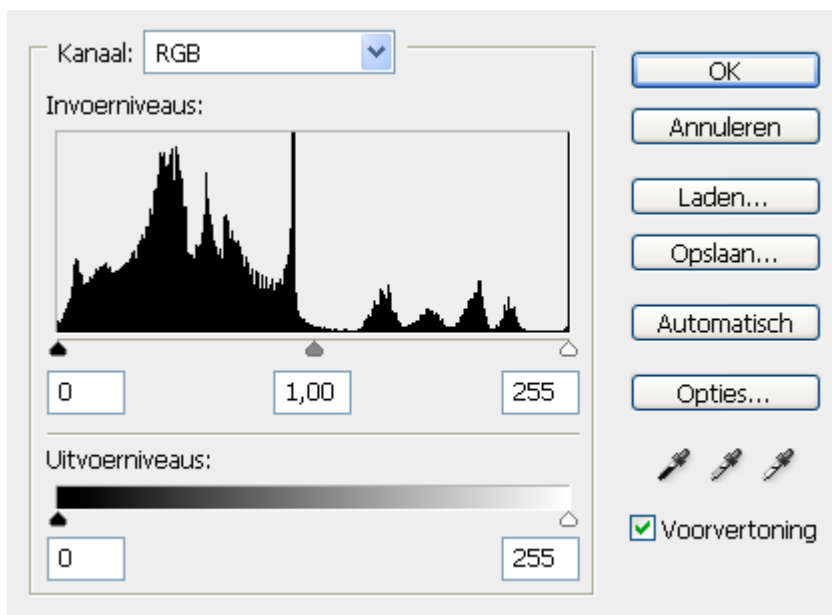 Kanaal: RGB
Invoerniveaus:
0 1,00 255
Uitvoerniveaus:
0 255
OK
Annuleren
Laden...
Opslaan...
Automatisch
Opties...
Voorvertoning